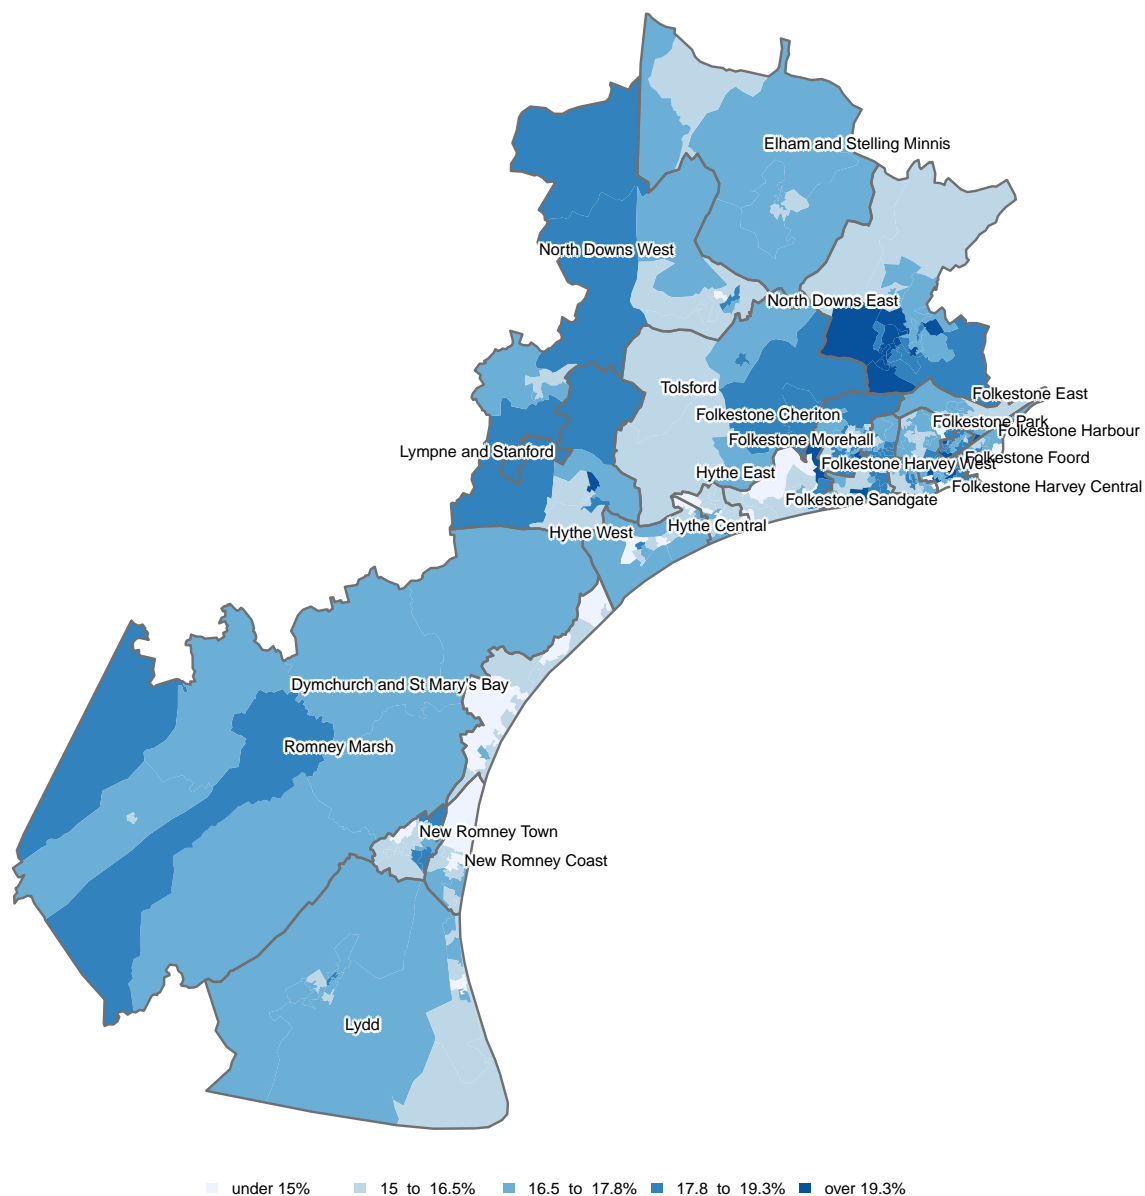 Elham and Stelling Minnis
North Downs West
North Downs East
Tolsford
Folkestone East
Folkestone Cheriton
Folkestone Park
Folkestone Harbour
Folkestone Morehall
Lympne and Stanford
Folkestone Foord
Folkestone Harvey West
Hythe East
Folkestone Harvey Central
Folkestone Sandgate
Hythe Central
Hythe West
Dymchurch and St Mary's Bay
Romney Marsh
New Romney Town
New Romney Coast
Lydd
under 15% 15 to 16.5% 16.5 to 17.8% 17.8 to 19.3% over 19.3%